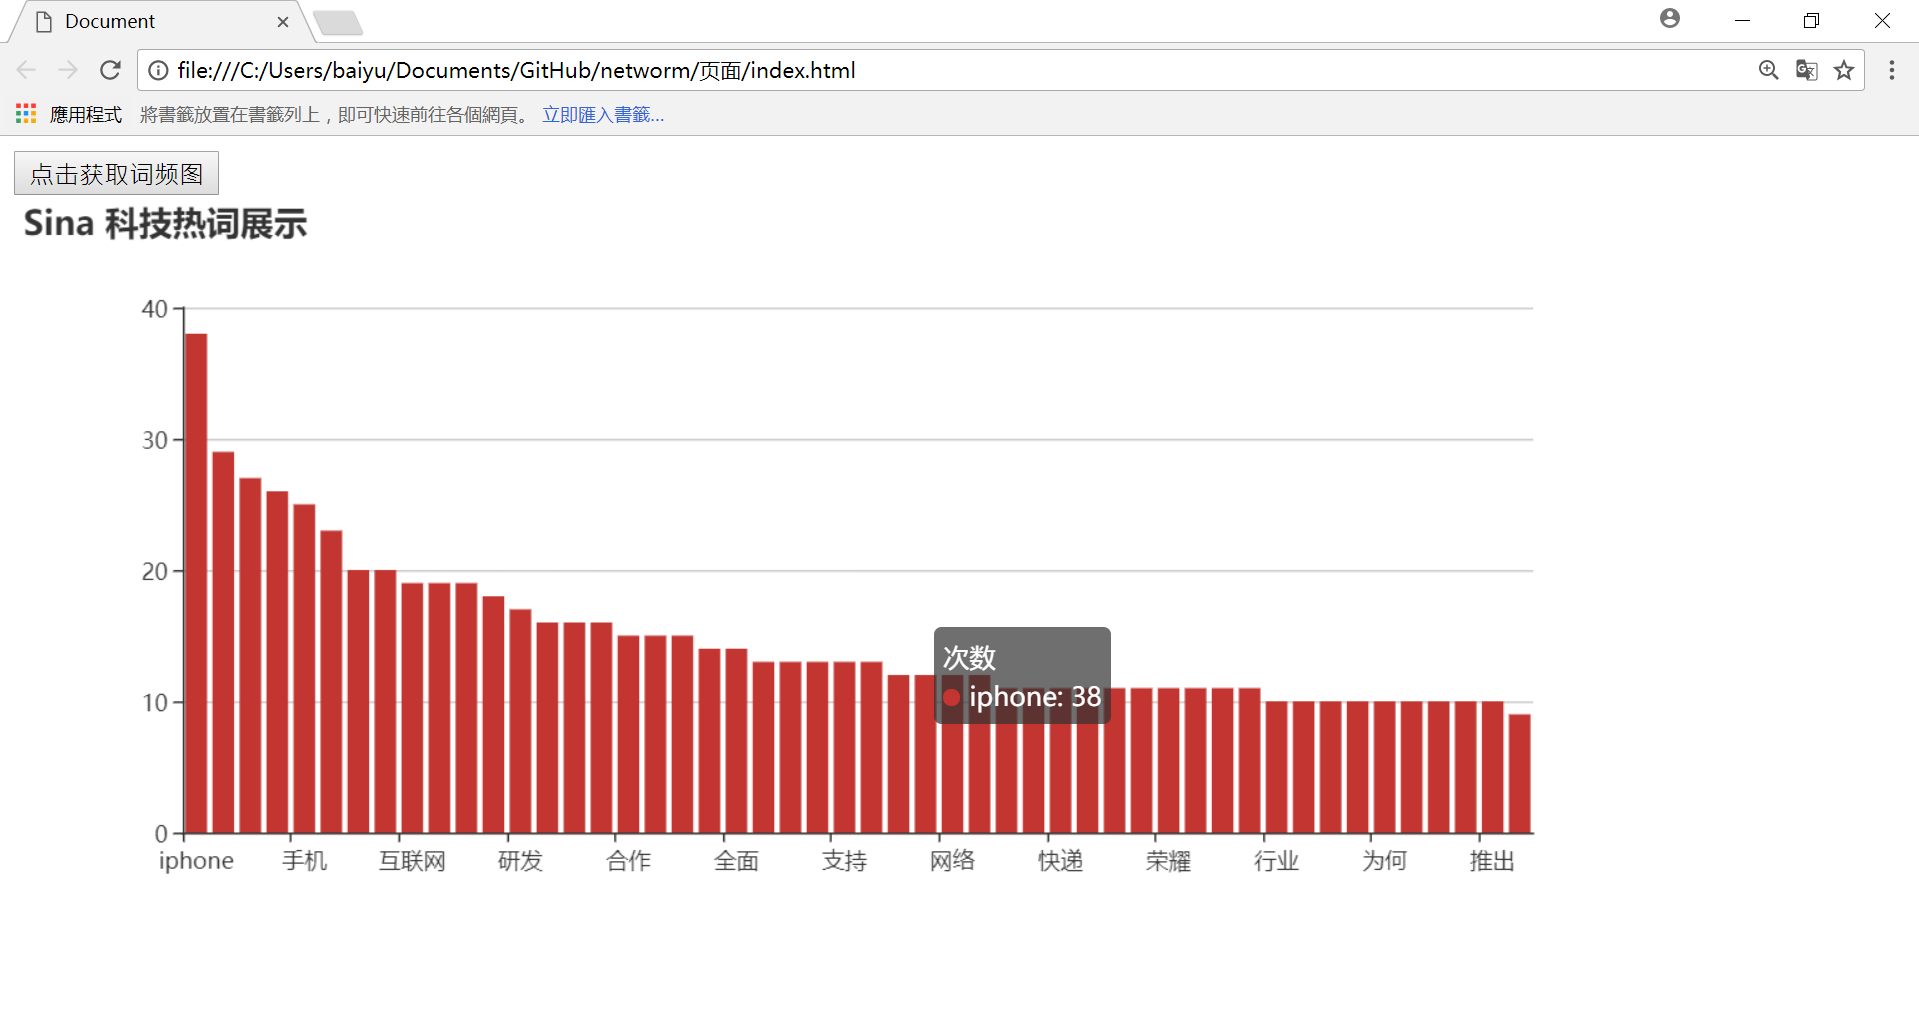 Document
file:///C:/Users/baiyu/Documents/GitHub/networm/页面/index.html
應用程式 將書籤放置在書籤列上，即可快速前往各個網頁。 立即匯入書籤...
点击获取词频图
Sina 科技热词展示
40
30
20
10
0
次数
iphone: 38
iphone 手机 互联网 研发 合作 全面 支持 网络 快递 荣耀 行业 为何 推出